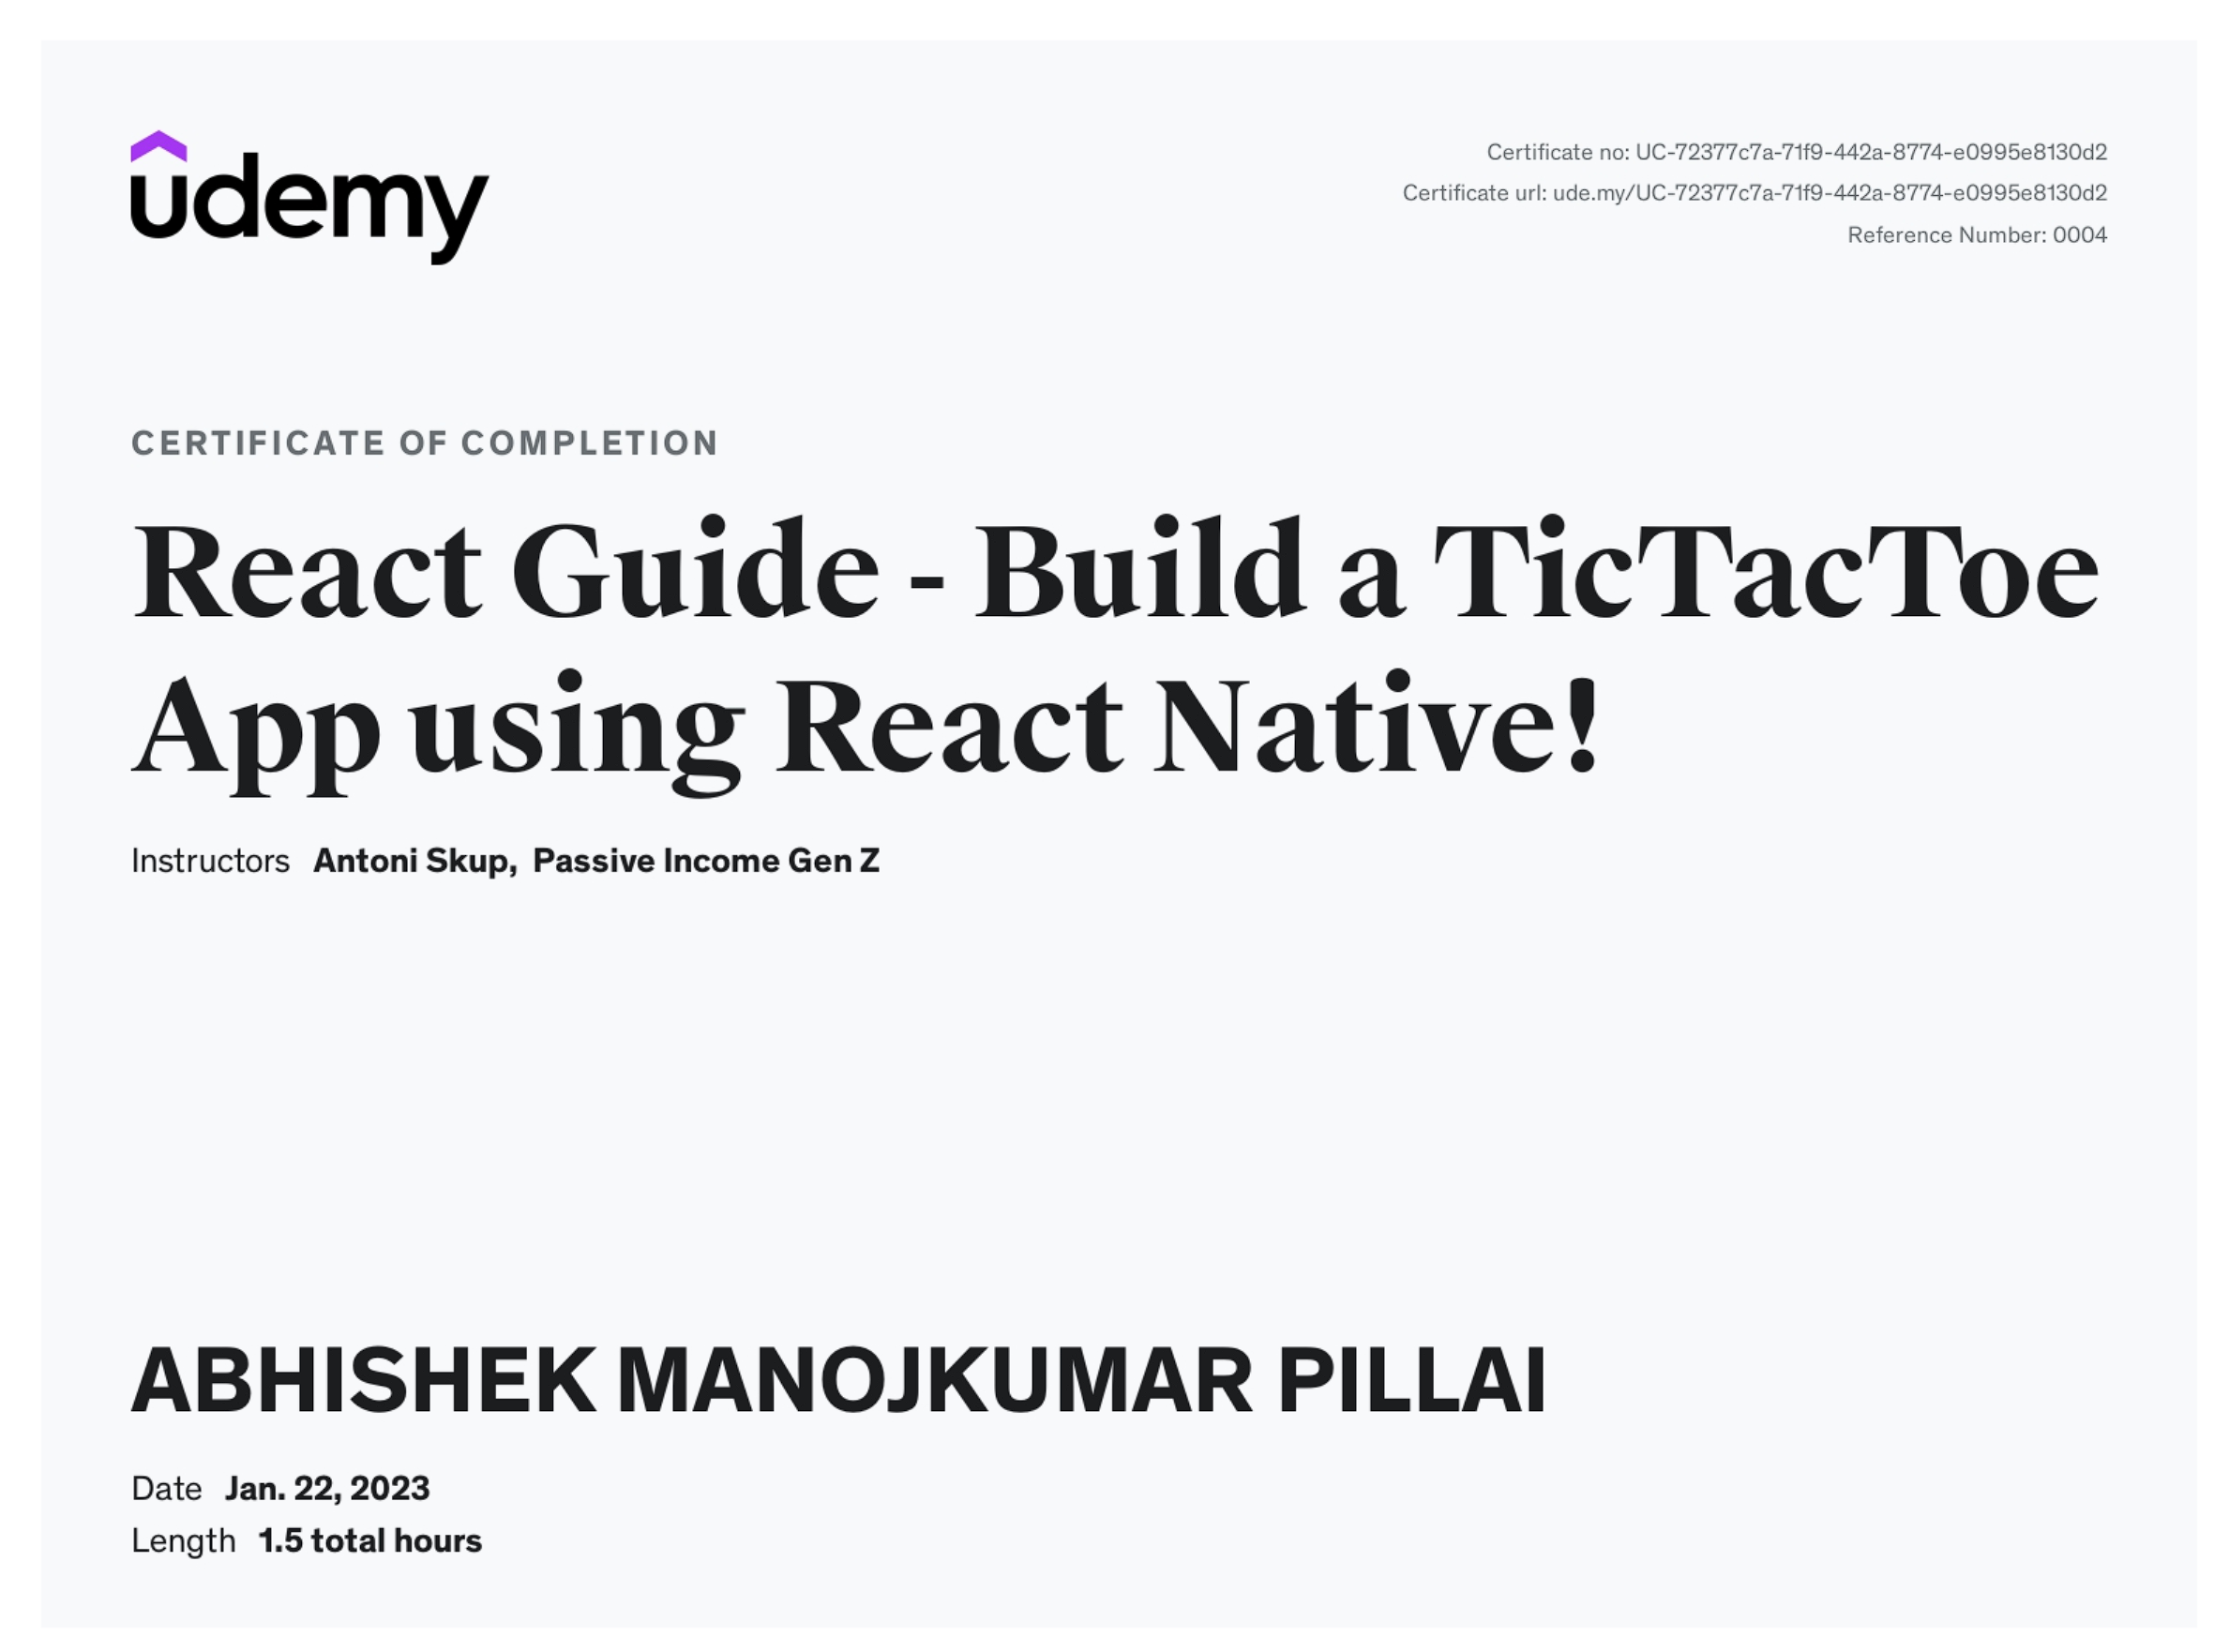 udemy
Certificate no: UC-72377c7a-71f9-442a-8774-e0995e8130d2
Certificate url: ude.my/UC-72377c7a-71f9-442a-8774-e0995e8130d2
Reference Number: 0004
CERTIFICATE OF COMPLETION
React Guide - Build a TicTacToe
App using React Native!
Instructors Antoni Skup, Passive Income Gen Z
ABHISHEK MANOJKUMAR PILLAI
Date Jan. 22, 2023
Length 1.5 total hours